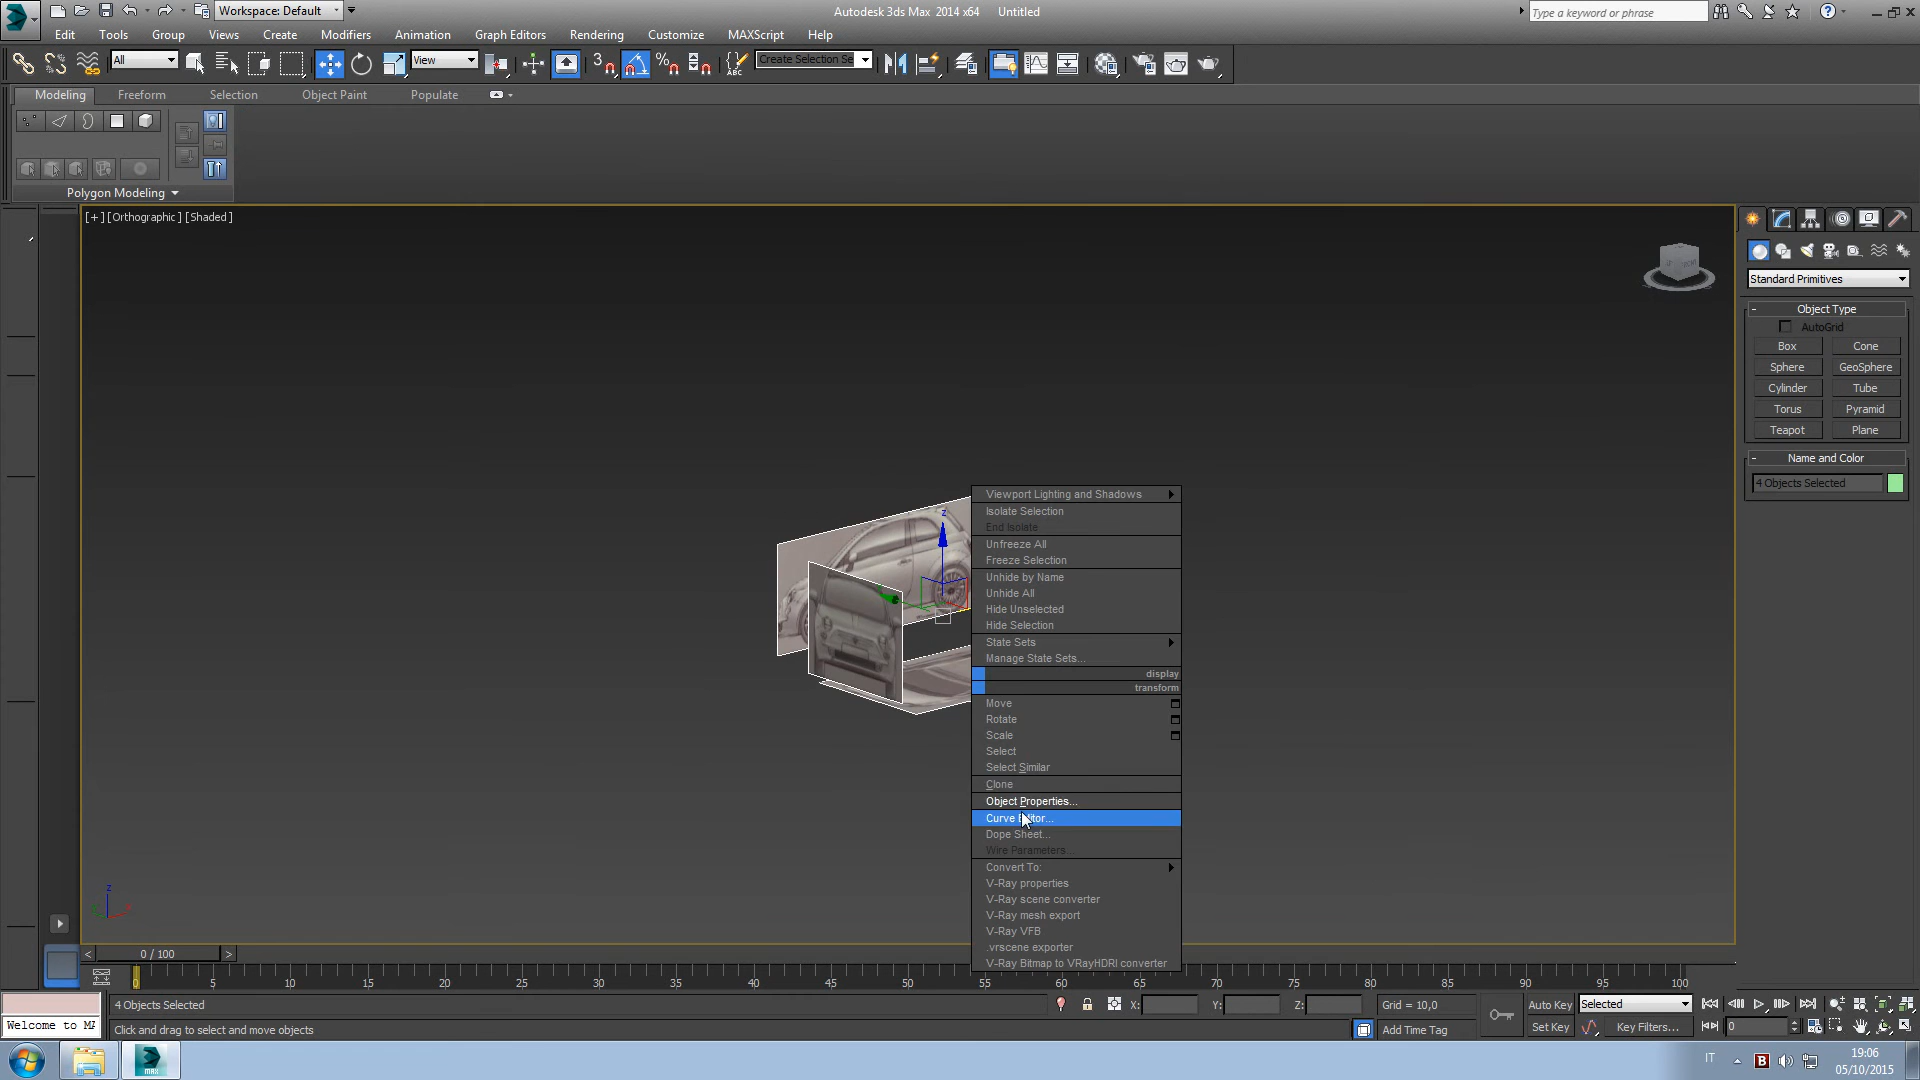 Workspace: Default
Autodesk 3ds Max 2014 x64 Untitled
Type a keyword or phrase
Edit Tools Group Views Create Modifiers Animation Graph Editors Rendering Customize MAXScript Help
All
View
3
%
ABC
Create Selection Se
Modeling Freeform Selection Object Paint Populate
Polygon Modeling
[+] [Orthographic] [Shaded]
Standard Primitives
- Object Type
AutoGrid
Box Cone
Sphere GeoSphere
Cylinder Tube
Torus Pyramid
Teapot Plane
- Name and Color
4 Objects Selected
z
Viewport Lighting and Shadows
Isolate Selection
End Isolate
Unfreeze All
Freeze Selection
Unhide by Name
Unhide All
Hide Unselected
Hide Selection
State Sets
Manage State Sets...
display
transform
Move
Rotate
Scale
Select
Select Similar
Clone
Object Properties...
Curve Editor...
Dope Sheet...
Wire Parameters...
Convert To:
V-Ray properties
V-Ray scene converter
V-Ray mesh export
V-Ray VFB
.vrscene exporter
V-Ray Bitmap to VRayHDRI converter
z
< 0 / 100 >
0 5 10 15 20 25 30 35 40 45 50 55 60 65 70 75 80 85 90 95 100
4 Objects Selected
X: Y: Z: Grid = 10,0
Auto Key Selected
Welcome to MA
Click and drag to select and move objects
Add Time Tag
Set Key Key Filters... 0
MAX
IT
B
19:06
05/10/2015